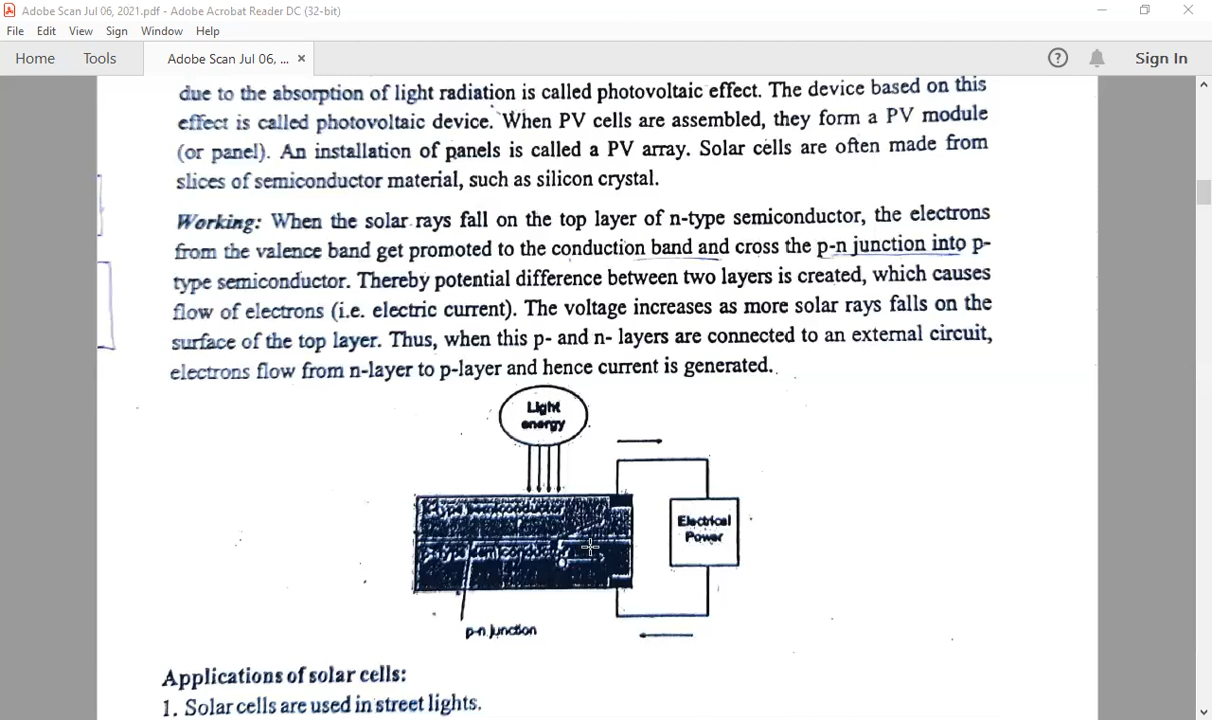 Adobe Scan Jul 06, 2021.pdf - Adobe Acrobat Reader DC (32-bit)
File Edit View Sign Window Help
Home Tools Adobe Scan Jul 06, ... × Sign In
due to the absorption of light radiation is called photovoltaic effect. The device based on this
effect is called photovoltaic device. When PV cells are assembled, they form a PV module
(or panel). An installation of panels is called a PV array. Solar cells are often made from
slices of semiconductor material, such as silicon crystal.
Working: When the solar rays fall on the top layer of n-type semiconductor, the electrons
from the valence band get promoted to the conduction band and cross the p-n junction into p-
type semiconductor. Thereby potential difference between two layers is created, which causes
flow of electrons (i.e. electric current). The voltage increases as more solar rays falls on the
surface of the top layer. Thus, when this p- and n- layers are connected to an external circuit,
electrons flow from n-layer to p-layer and hence current is generated.
Light
energy
semiconductor
p-type semiconductor
Electrical
Power
p-n junction
Applications of solar cells:
1. Solar cells are used in street lights.